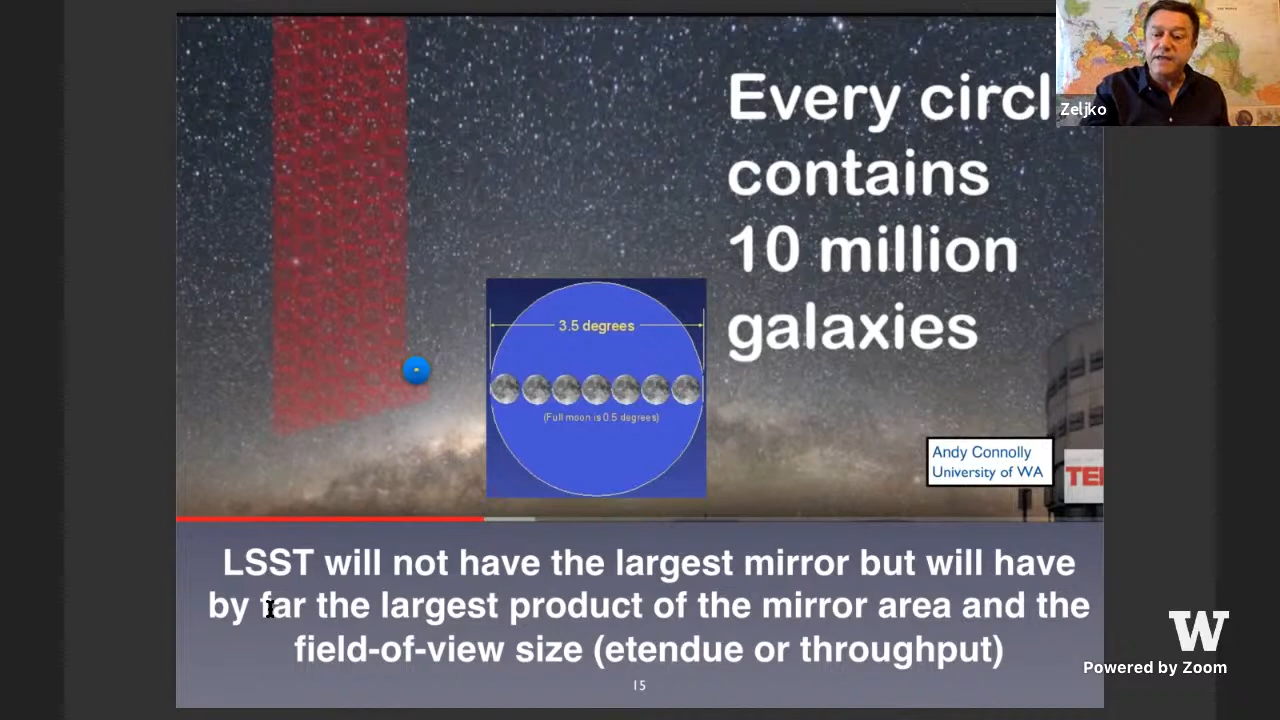 Every circl
contains
10 million
galaxies
Zeljko
3.5 degrees
(Full moon is 0.5 degrees)
Andy Connolly
University of WA
TED
LSST will not have the largest mirror but will have
by far the largest product of the mirror area and the
field-of-view size (etendue or throughput)
15
W
Powered by Zoom